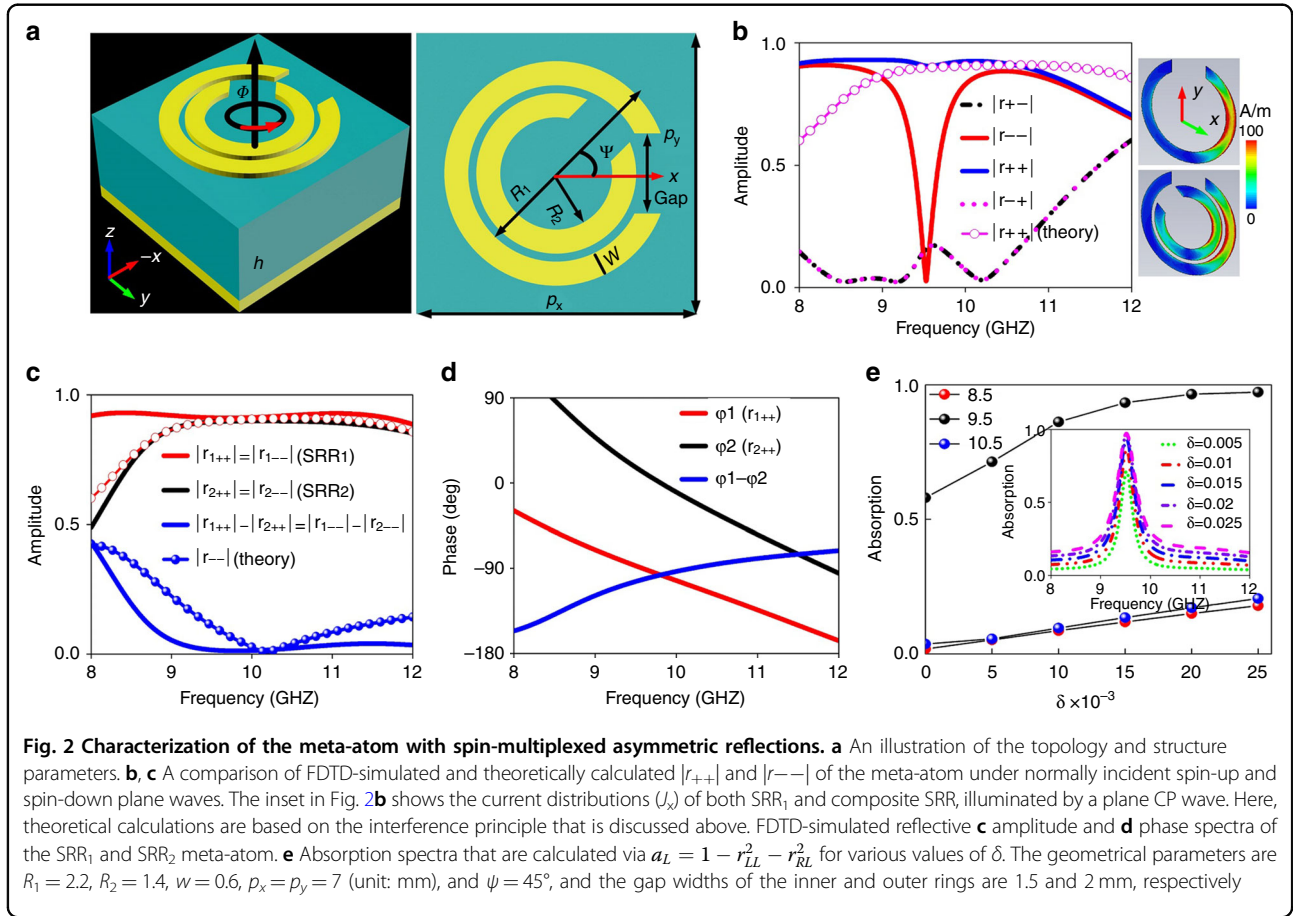 a
Φ
z
−x
y
h
R₁
R₂
Ψ
x
p_y
Gap
W
p_x
b
1.0
0.5
0.0
Amplitude
8 9 10 11 12
Frequency (GHZ)
|r+−|
|r−−|
|r++|
|r−+|
|r++| (theory)
y
x
A/m
100
0
c
1.0
0.5
0.0
Amplitude
|r₁₊₊|=|r₁₋₋| (SRR1)
|r₂₊₊|=|r₂₋₋| (SRR2)
|r₁₊₊|−|r₂₊₊|=|r₁₋₋|−|r₂₋₋|
|r−−| (theory)
8 9 10 11 12
Frequency (GHZ)
d
90
0
−90
−180
Phase (deg)
φ1 (r₁₊₊)
φ2 (r₂₊₊)
φ1−φ2
8 9 10 11 12
Frequency (GHZ)
e
1.0
0.5
0.0
Absorption
8.5
9.5
10.5
1.0
0.5
0.0
Absorption
δ=0.005
δ=0.01
δ=0.015
δ=0.02
δ=0.025
8 9 10 11 12
Frequency (GHZ)
0 5 10 15 20 25
δ ×10⁻³
Fig. 2 Characterization of the meta-atom with spin-multiplexed asymmetric reflections. a An illustration of the topology and structure
parameters. b, c A comparison of FDTD-simulated and theoretically calculated |r₊₊| and |r−−| of the meta-atom under normally incident spin-up and
spin-down plane waves. The inset in Fig. 2b shows the current distributions (Jₓ) of both SRR₁ and composite SRR, illuminated by a plane CP wave. Here,
theoretical calculations are based on the interference principle that is discussed above. FDTD-simulated reflective c amplitude and d phase spectra of
the SRR₁ and SRR₂ meta-atom. e Absorption spectra that are calculated via a_L = 1 − r²_LL − r²_RL for various values of δ. The geometrical parameters are
R₁ = 2.2, R₂ = 1.4, w = 0.6, pₓ = p_y = 7 (unit: mm), and ψ = 45°, and the gap widths of the inner and outer rings are 1.5 and 2 mm, respectively